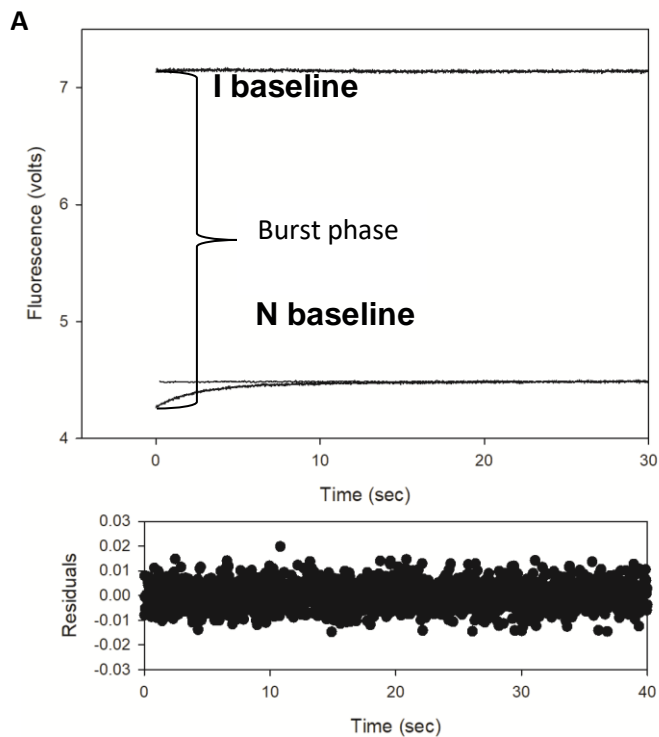 A
7
I baseline
6
Burst phase
Fluorescence (volts)
5
N baseline
4
0 10 20 30
Time (sec)
0.03
0.02
0.01
0.00
-0.01
-0.02
-0.03
Residuals
0 10 20 30 40
Time (sec)